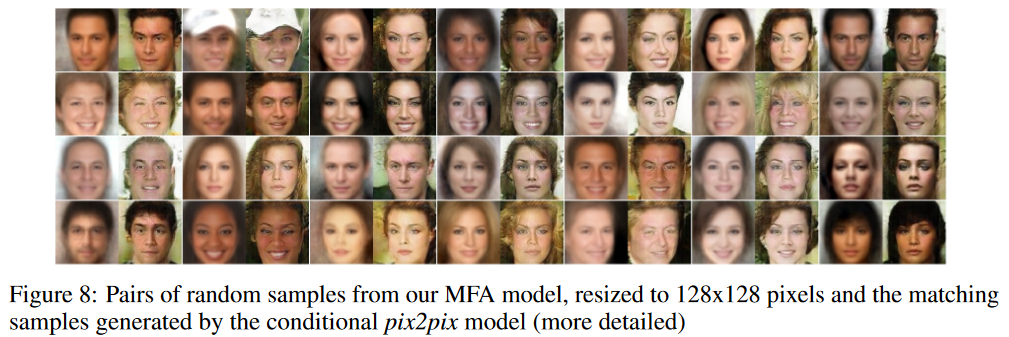 Figure 8: Pairs of random samples from our MFA model, resized to 128x128 pixels and the matching
samples generated by the conditional pix2pix model (more detailed)